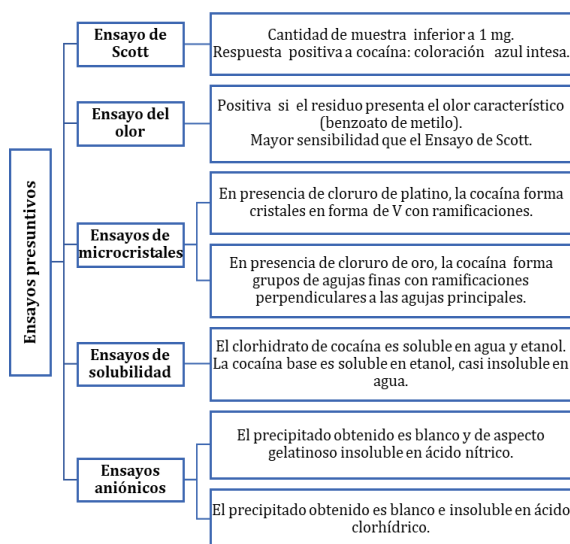 Ensayos presuntivos
Ensayo de
Scott
Cantidad de muestra inferior a 1 mg.
Respuesta positiva a cocaína: coloración azul intesa.
Ensayo del
olor
Positiva si el residuo presenta el olor característico
(benzoato de metilo).
Mayor sensibilidad que el Ensayo de Scott.
Ensayos de
microcristales
En presencia de cloruro de platino, la cocaína forma
cristales en forma de V con ramificaciones.
En presencia de cloruro de oro, la cocaína forma
grupos de agujas finas con ramificaciones
perpendiculares a las agujas principales.
Ensayos de
solubilidad
El clorhidrato de cocaína es soluble en agua y etanol.
La cocaína base es soluble en etanol, casi insoluble en
agua.
Ensayos
aniónicos
El precipitado obtenido es blanco y de aspecto
gelatinoso insoluble en ácido nítrico.
El precipitado obtenido es blanco e insoluble en ácido
clorhídrico.